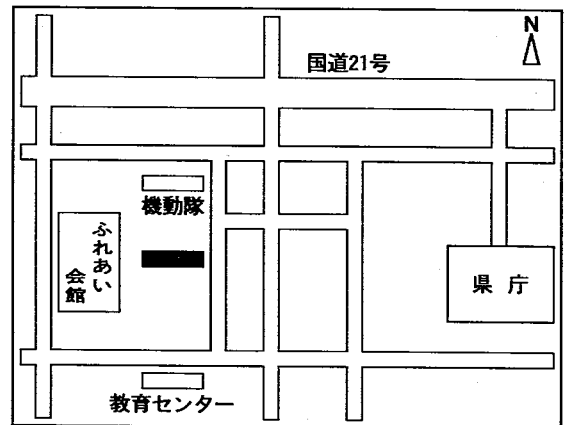 N
国道21号
機動隊
ふれあい
会館
県庁
教育センター